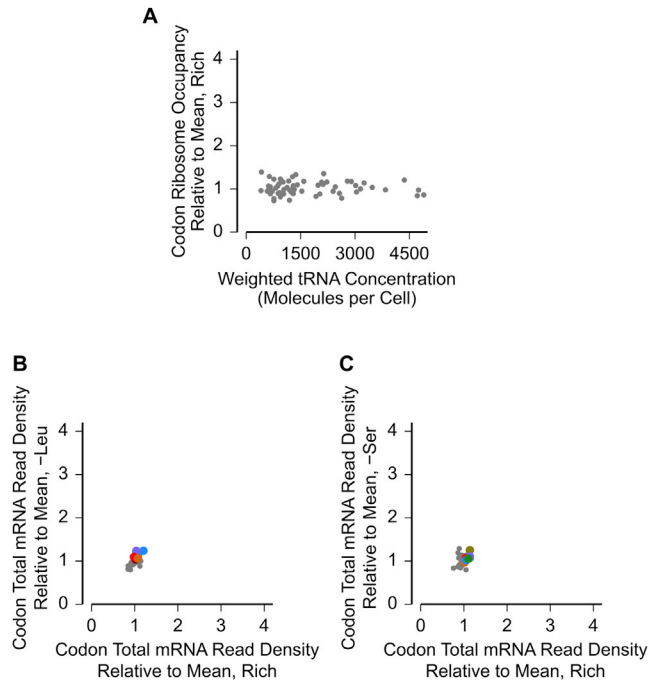 A
Codon Ribosome Occupancy
Relative to Mean, Rich
4
3
2
1
0
0 1500 3000 4500
Weighted tRNA Concentration
(Molecules per Cell)
B
Codon Total mRNA Read Density
Relative to Mean, −Leu
4
3
2
1
0
0 1 2 3 4
Codon Total mRNA Read Density
Relative to Mean, Rich
C
Codon Total mRNA Read Density
Relative to Mean, −Ser
4
3
2
1
0
0 1 2 3 4
Codon Total mRNA Read Density
Relative to Mean, Rich